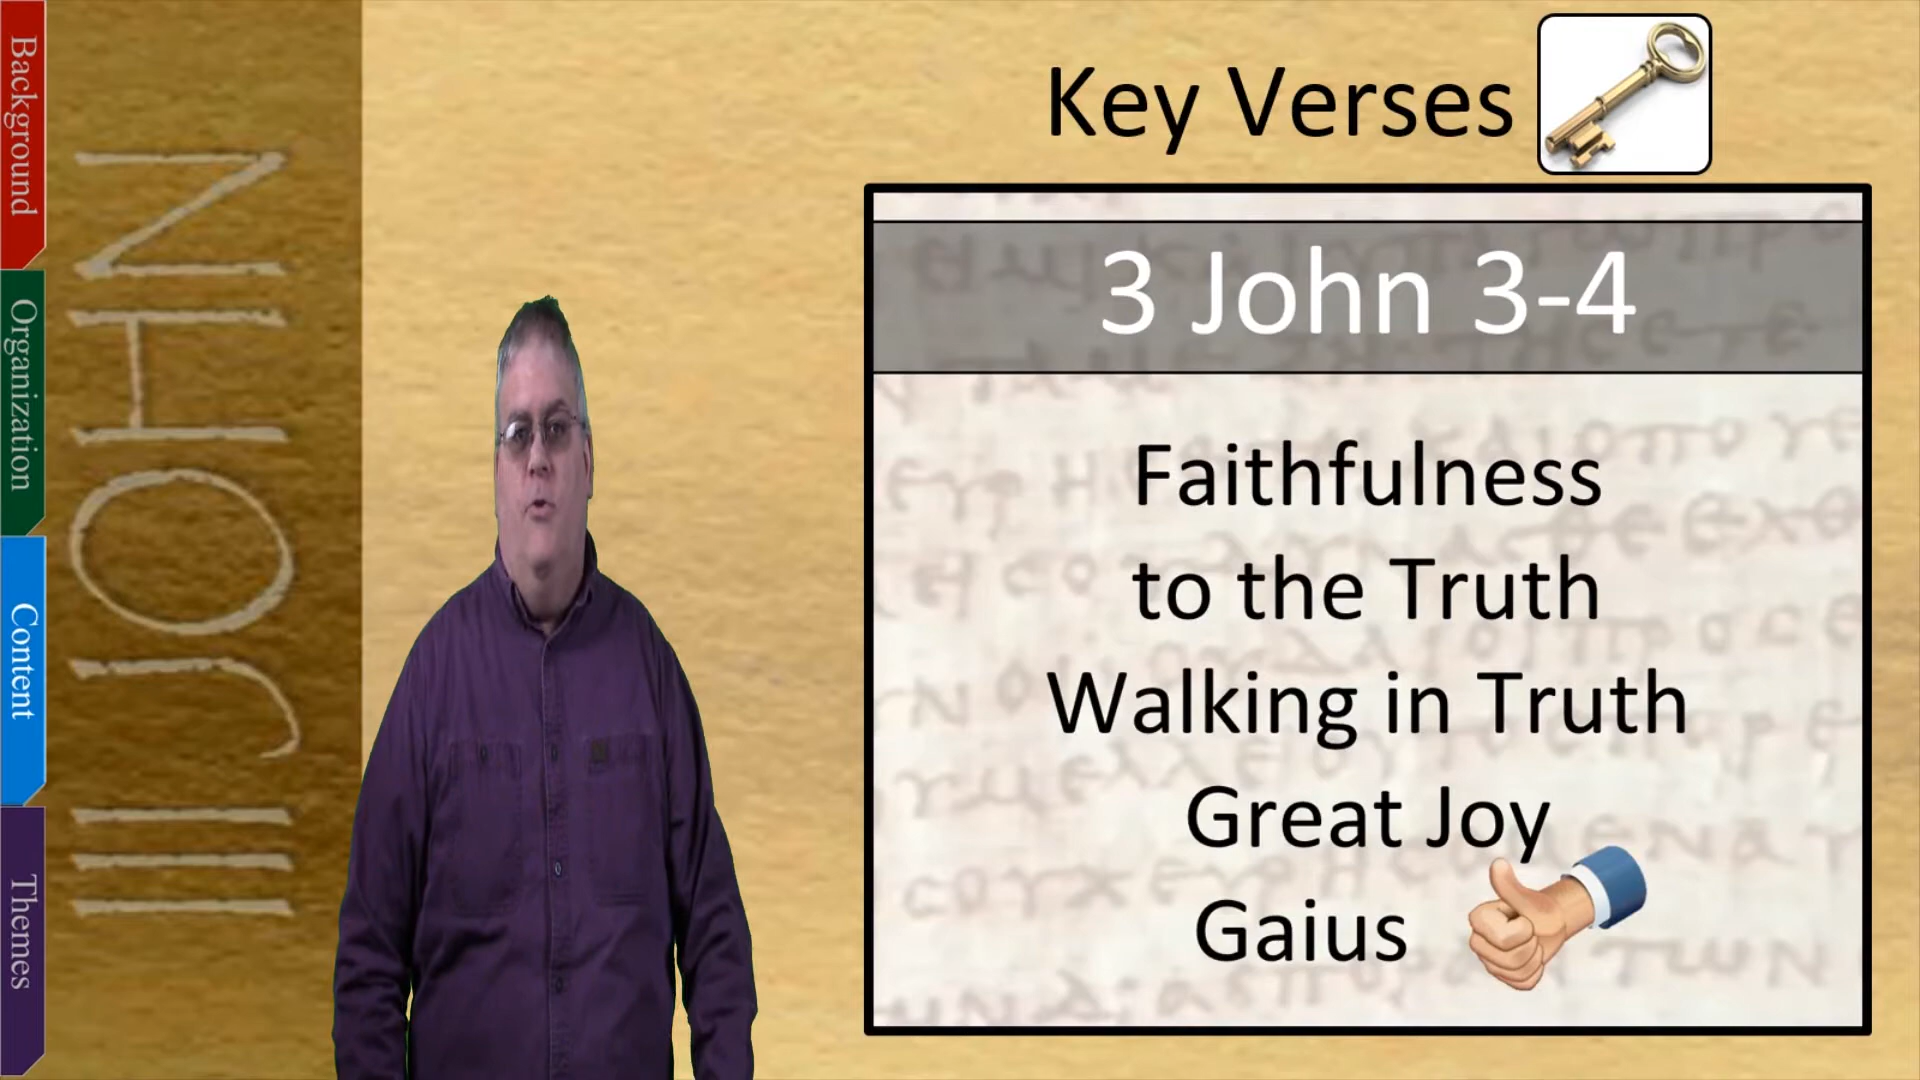 Background
Organization
Content
Themes
III JOHN
Key Verses
3 John 3-4
Faithfulness
to the Truth
Walking in Truth
Great Joy
Gaius